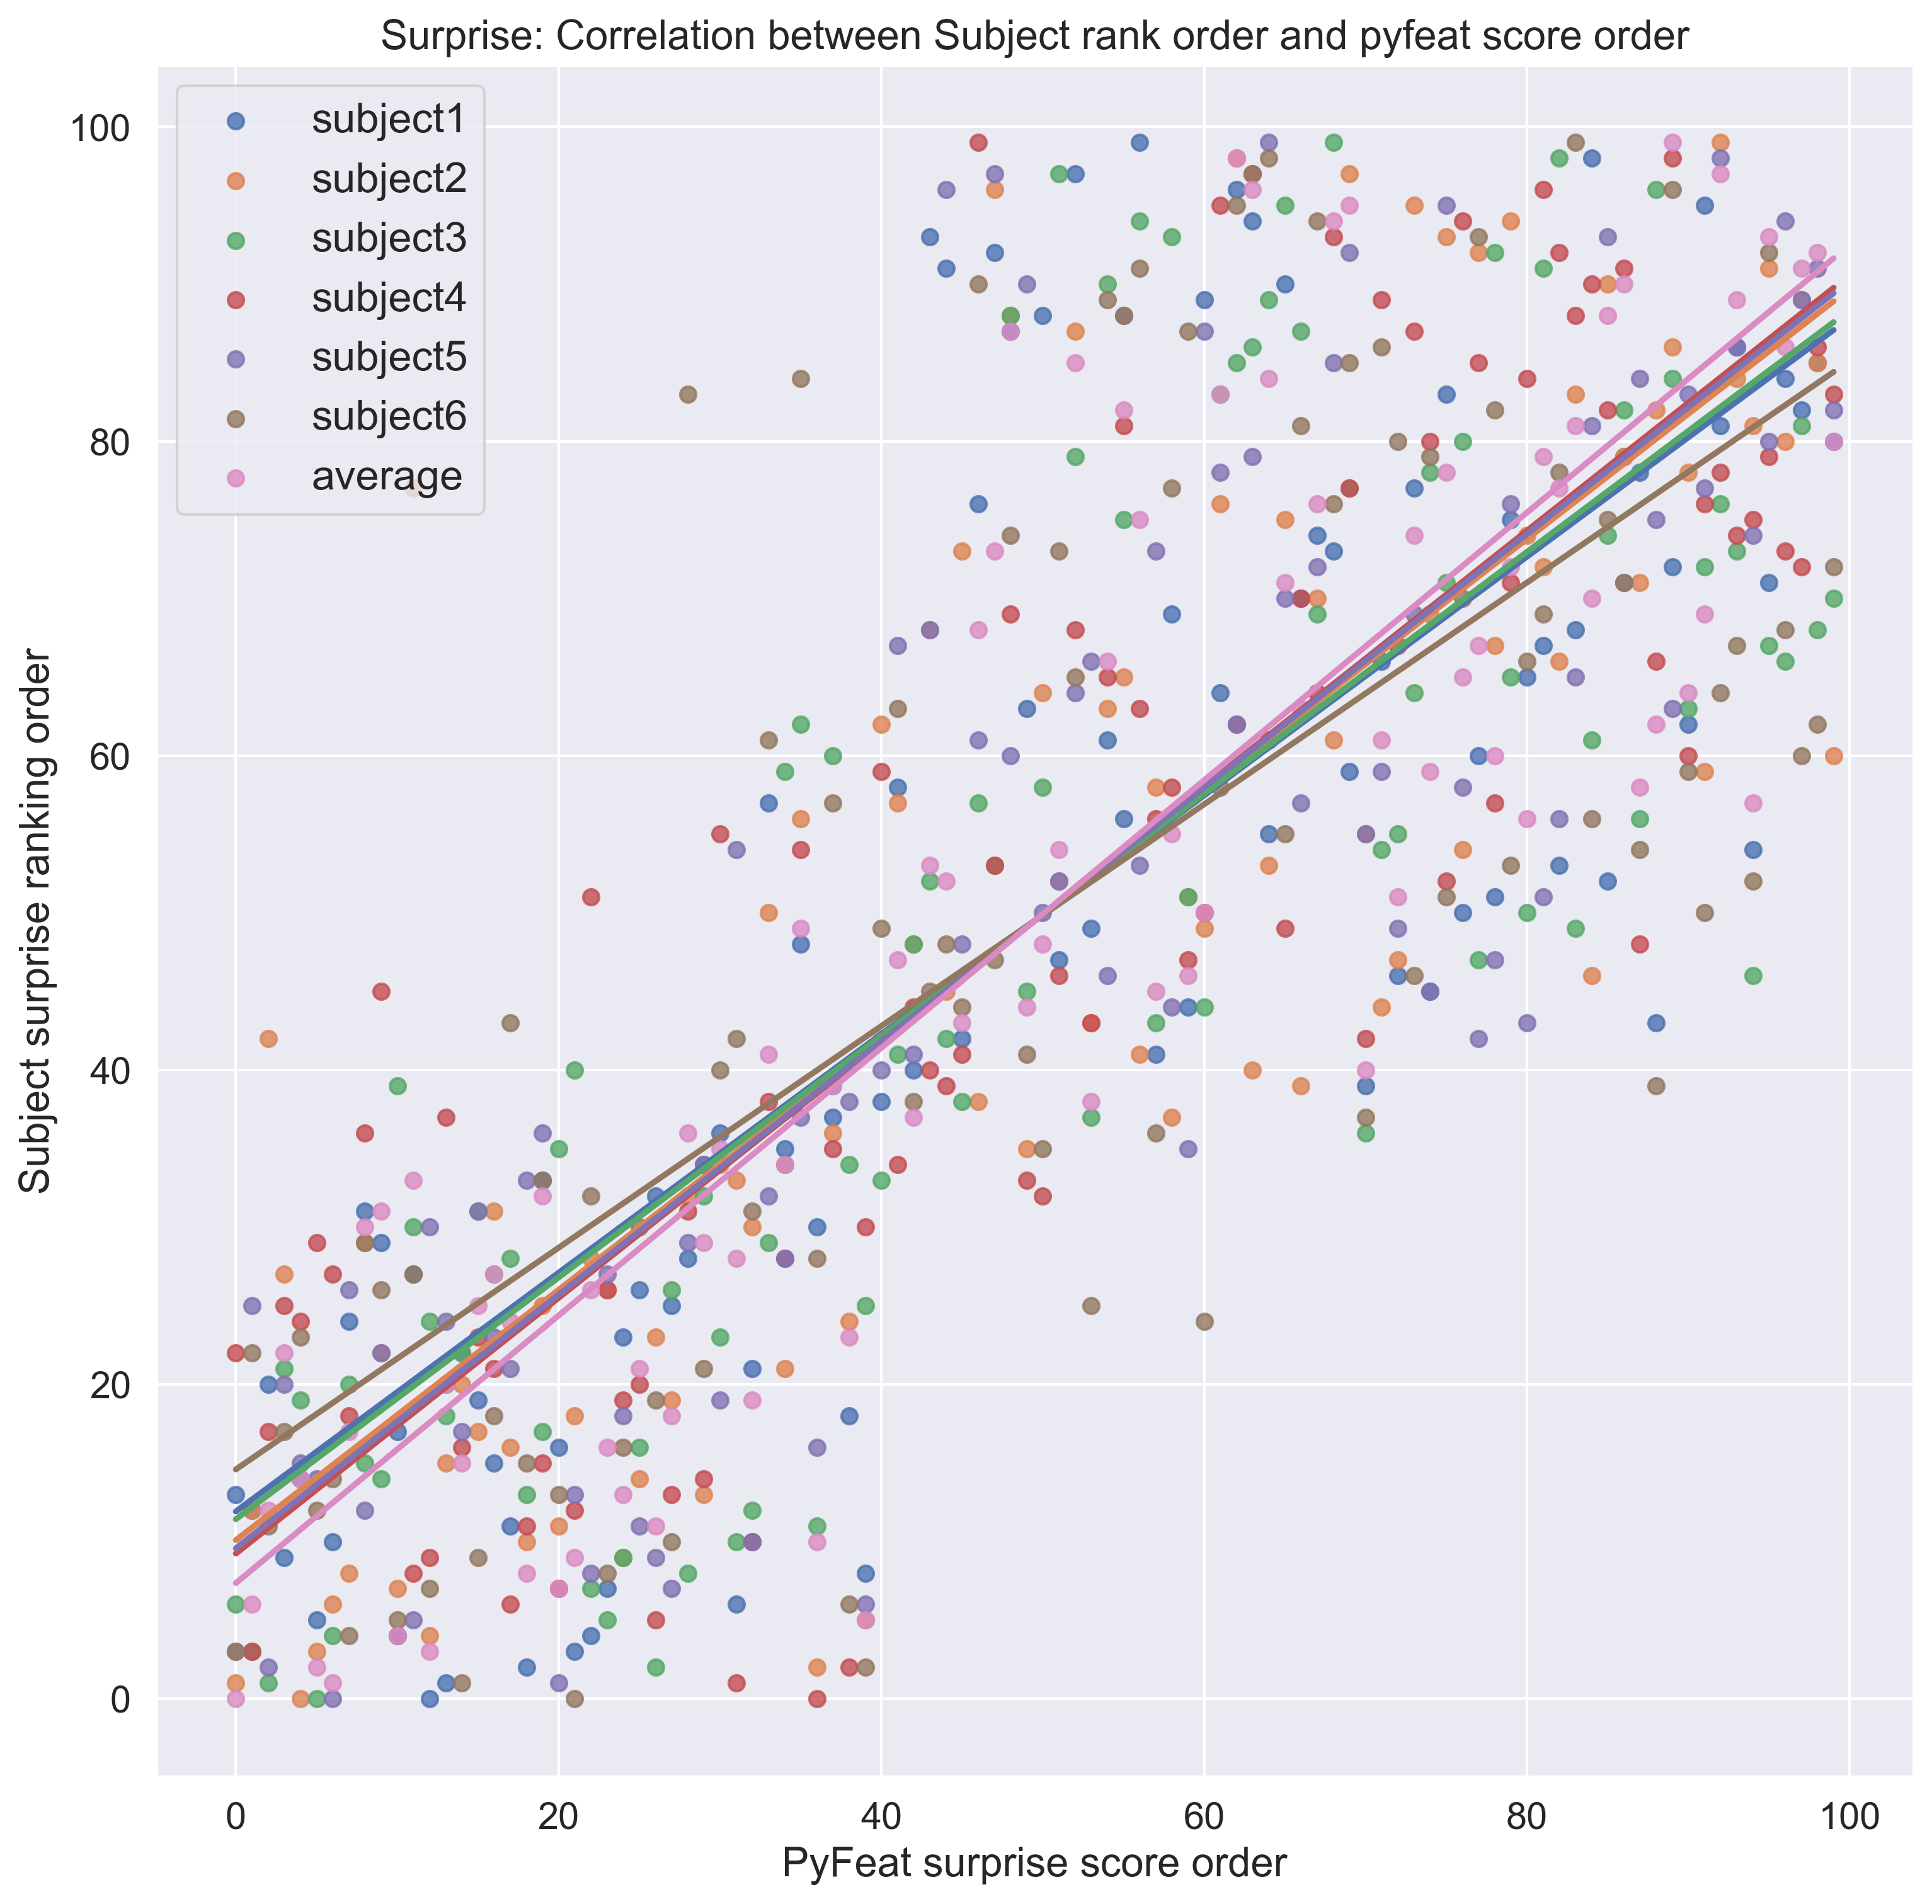 Surprise: Correlation between Subject rank order and pyfeat score order
subject1
subject2
subject3
subject4
subject5
subject6
average
100
80
60
40
20
0
Subject surprise ranking order
0 20 40 60 80 100
PyFeat surprise score order